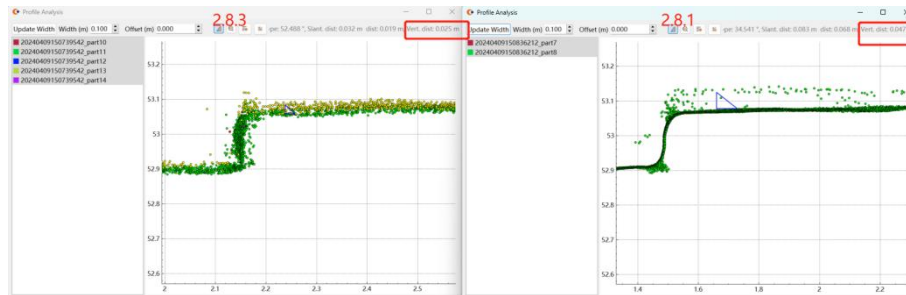 Profile Analysis
2.8.3
Update Width Width (m) 0.100 Offset (m) 0.000
52.488 °, Slant. dist: 0.032 m dist: 0.019 m Vert. dist: 0.025 m
20240409150739542_part10
20240409150739542_part11
20240409150739542_part12
20240409150739542_part13
20240409150739542_part14
53.2
53.1
53
52.9
52.8
52.7
52.6
2
2.1
2.2
2.3
2.4
2.5
Profile Analysis
2.8.1
Update Width Width (m) 0.100 Offset (m) 0.000
34.541 °, Slant. dist: 0.083 m dist: 0.068 m Vert. dist: 0.047
20240409150836212_part7
20240409150836212_part8
53.2
53.1
53
52.9
52.8
52.7
52.6
1.4
1.6
1.8
2
2.2